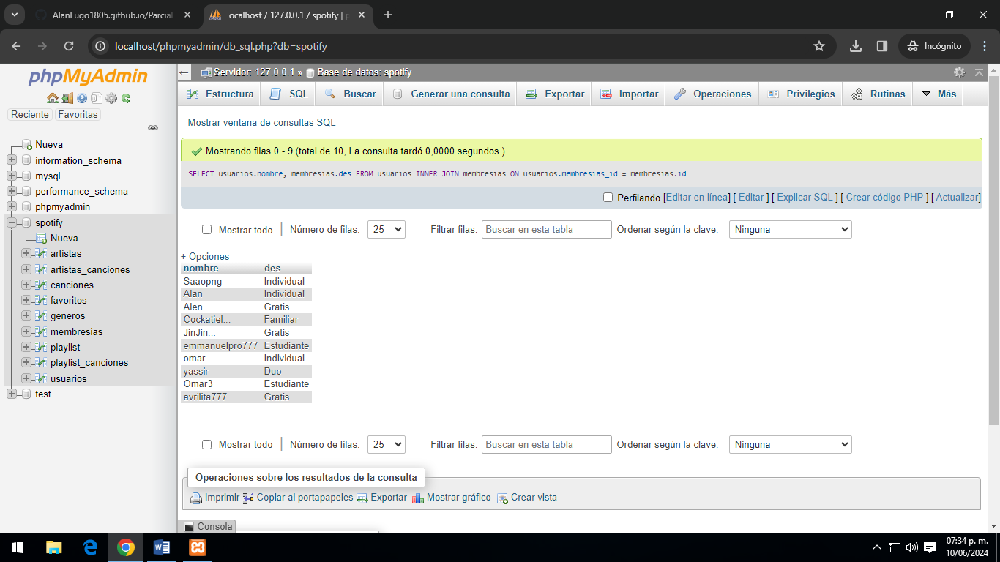 AlanLugo1805.github.io/Parcial
localhost / 127.0.0.1 / spotify | p
localhost/phpmyadmin/db_sql.php?db=spotify
Incógnito
phpMyAdmin
Reciente Favoritas
Nueva
information_schema
mysql
performance_schema
phpmyadmin
spotify
Nueva
artistas
artistas_canciones
canciones
favoritos
generos
membresias
playlist
playlist_canciones
usuarios
test
Servidor: 127.0.0.1 » Base de datos: spotify
Estructura SQL Buscar Generar una consulta Exportar Importar Operaciones Privilegios Rutinas Más
Mostrar ventana de consultas SQL
Mostrando filas 0 - 9 (total de 10, La consulta tardó 0,0000 segundos.)
SELECT usuarios.nombre, membresias.des FROM usuarios INNER JOIN membresias ON usuarios.membresias_id = membresias.id
Perfilando [Editar en línea] [ Editar ] [ Explicar SQL ] [ Crear código PHP ] [ Actualizar]
Mostrar todo | Número de filas: 25 Filtrar filas: Buscar en esta tabla Ordenar según la clave: Ninguna
+ Opciones
nombre des
Saaopng Individual
Alan Individual
Alen Gratis
Cockatiel... Familiar
JinJin... Gratis
emmanuelpro777 Estudiante
omar Individual
yassir Duo
Omar3 Estudiante
avrilita777 Gratis
Mostrar todo | Número de filas: 25 Filtrar filas: Buscar en esta tabla Ordenar según la clave: Ninguna
Operaciones sobre los resultados de la consulta
Imprimir Copiar al portapapeles Exportar Mostrar gráfico Crear vista
Consola
07:34 p. m.
10/06/2024